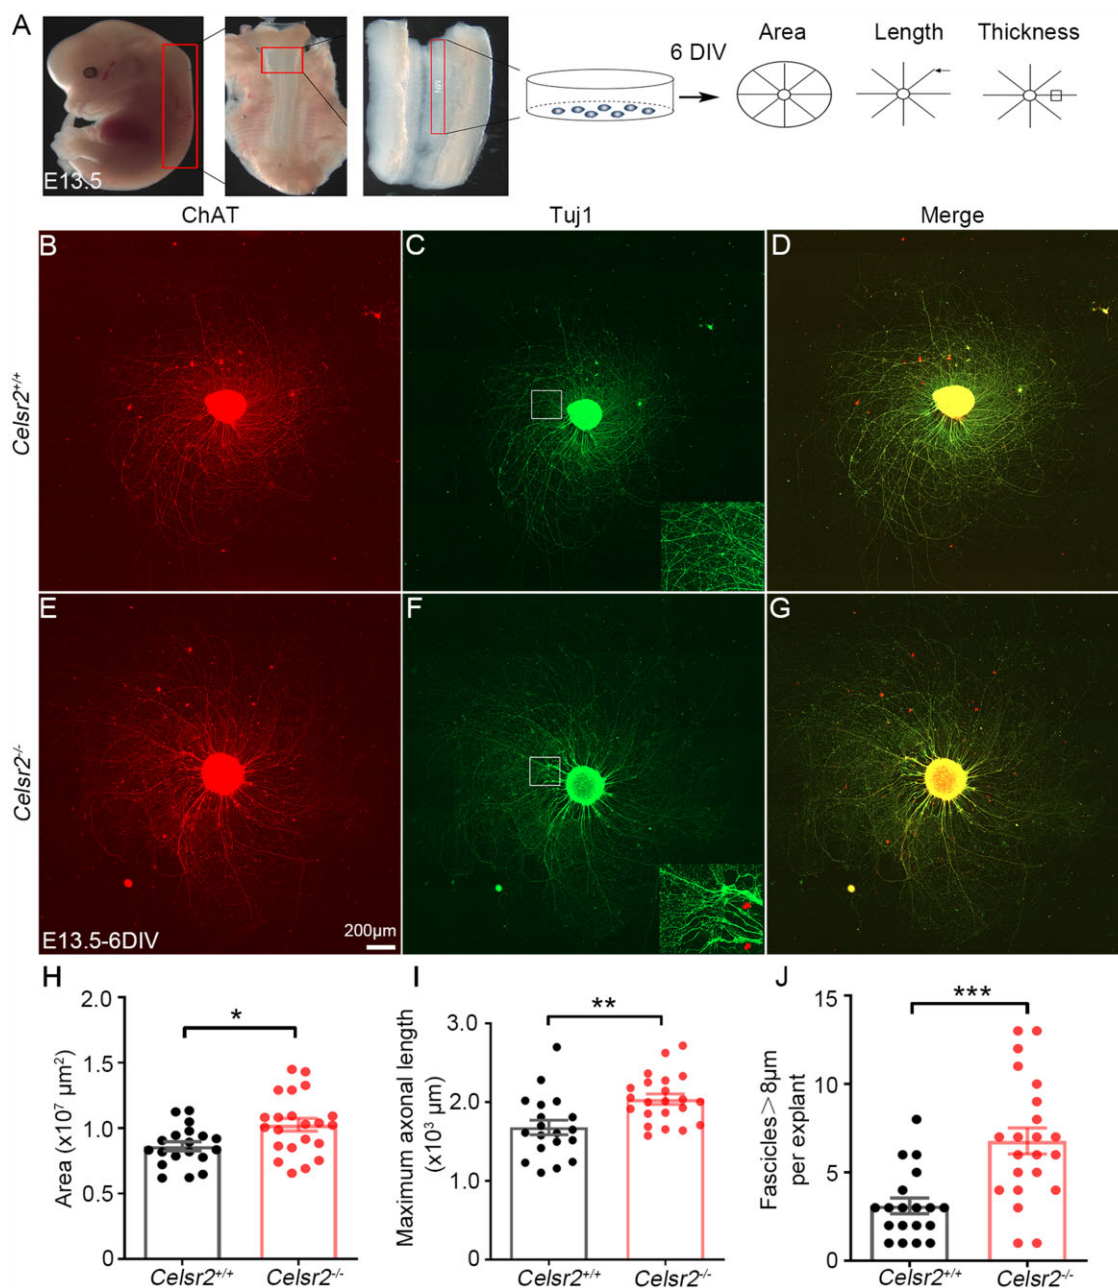 A
E13.5
MN
6 DIV
Area
Length
Thickness
ChAT
Tuj1
Merge
B
C
D
Celsr2+/+
E
F
G
Celsr2-/-
E13.5-6DIV
200μm
H
I
J
*
**
***
2.0
1.5
1.0
0.5
0
Area (x10⁷ μm²)
Celsr2+/+
Celsr2-/-
3.0
2.0
1.0
0
Maximum axonal length
(x10³ μm)
Celsr2+/+
Celsr2-/-
15
10
5
0
Fascicles＞8μm
per explant
Celsr2+/+
Celsr2-/-